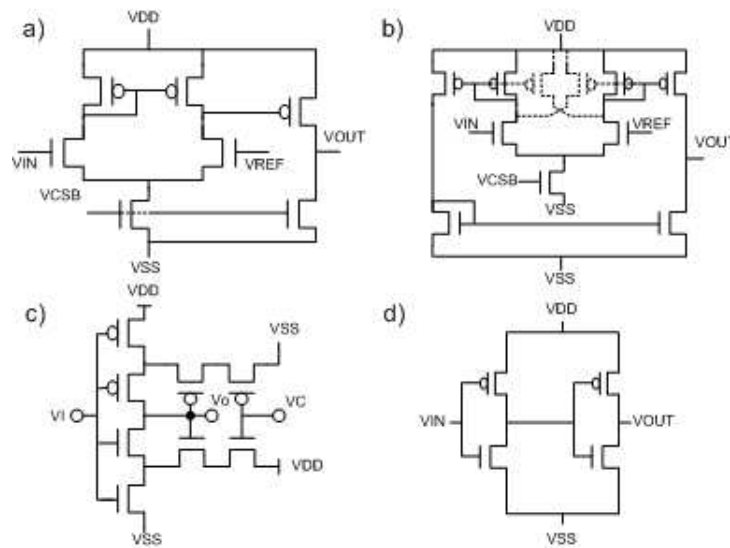 a)
VDD
VIN
VREF
VOUT
VCSB
VSS
b)
VDD
VIN
VREF
VOUT
VCSB
VSS
VSS
c)
VDD
VSS
VI
Vo
VC
VDD
VSS
d)
VDD
VIN
VOUT
VSS